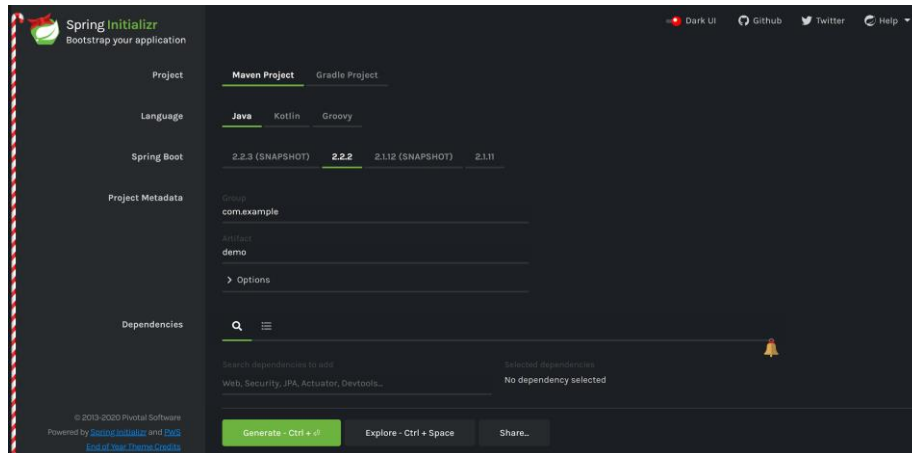 Spring Initializr
Bootstrap your application
Dark UI Github Twitter Help
Project
Maven Project Gradle Project
Language
Java Kotlin Groovy
Spring Boot
2.2.3 (SNAPSHOT) 2.2.2 2.1.12 (SNAPSHOT) 2.1.11
Project Metadata
Group
com.example
Artifact
demo
Options
Dependencies
Search dependencies to add
Web, Security, JPA, Actuator, Devtools...
Selected dependencies
No dependency selected
© 2013-2020 Pivotal Software
Powered by Spring Initializr and PWS
End of Year Theme Credits
Generate - Ctrl + ⏎
Explore - Ctrl + Space
Share...